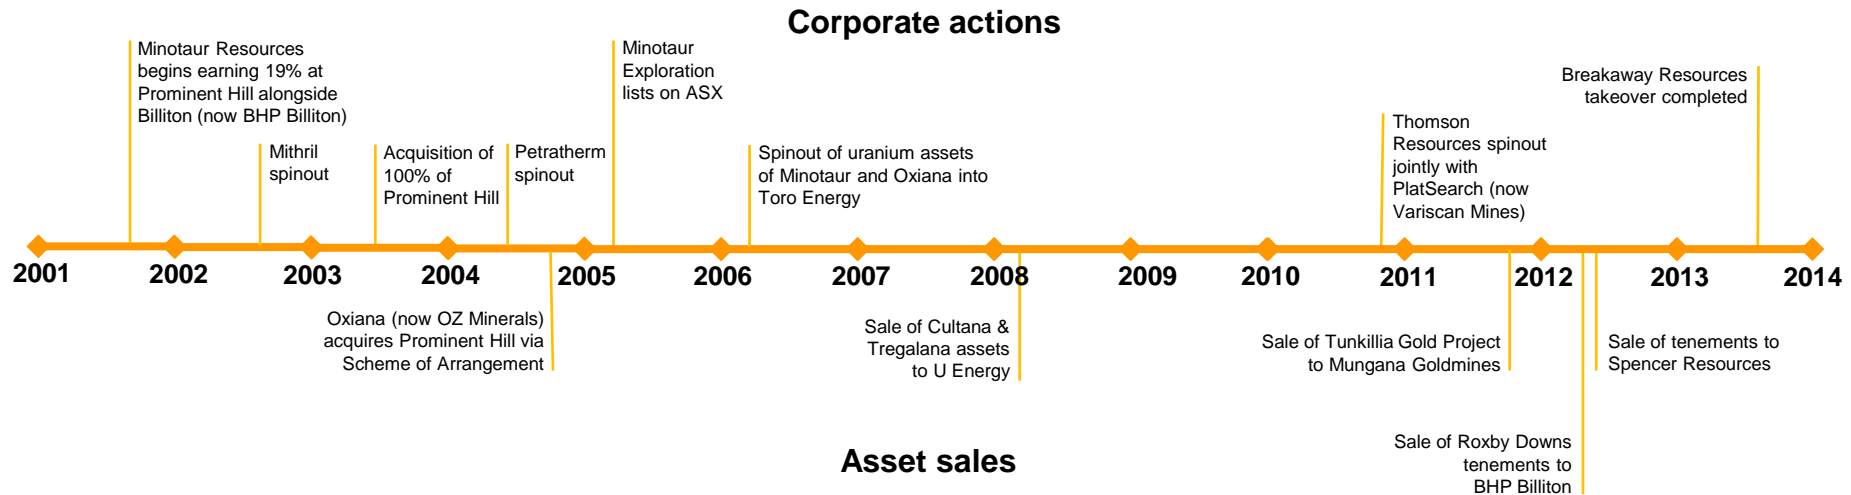 Corporate actions
Minotaur Resources
begins earning 19% at
Prominent Hill alongside
Billiton (now BHP Billiton)
Mithril
spinout
Acquisition of
100% of
Prominent Hill
Petratherm
spinout
Minotaur
Exploration
lists on ASX
Spinout of uranium assets
of Minotaur and Oxiana into
Toro Energy
Thomson
Resources spinout
jointly with
PlatSearch (now
Variscan Mines)
Breakaway Resources
takeover completed
2001
2002
2003
2004
2005
2006
2007
2008
2009
2010
2011
2012
2013
2014
Oxiana (now OZ Minerals)
acquires Prominent Hill via
Scheme of Arrangement
Sale of Cultana &
Tregalana assets
to U Energy
Sale of Tunkillia Gold Project
to Mungana Goldmines
Sale of Roxby Downs
tenements to
BHP Billiton
Sale of tenements to
Spencer Resources
Asset sales